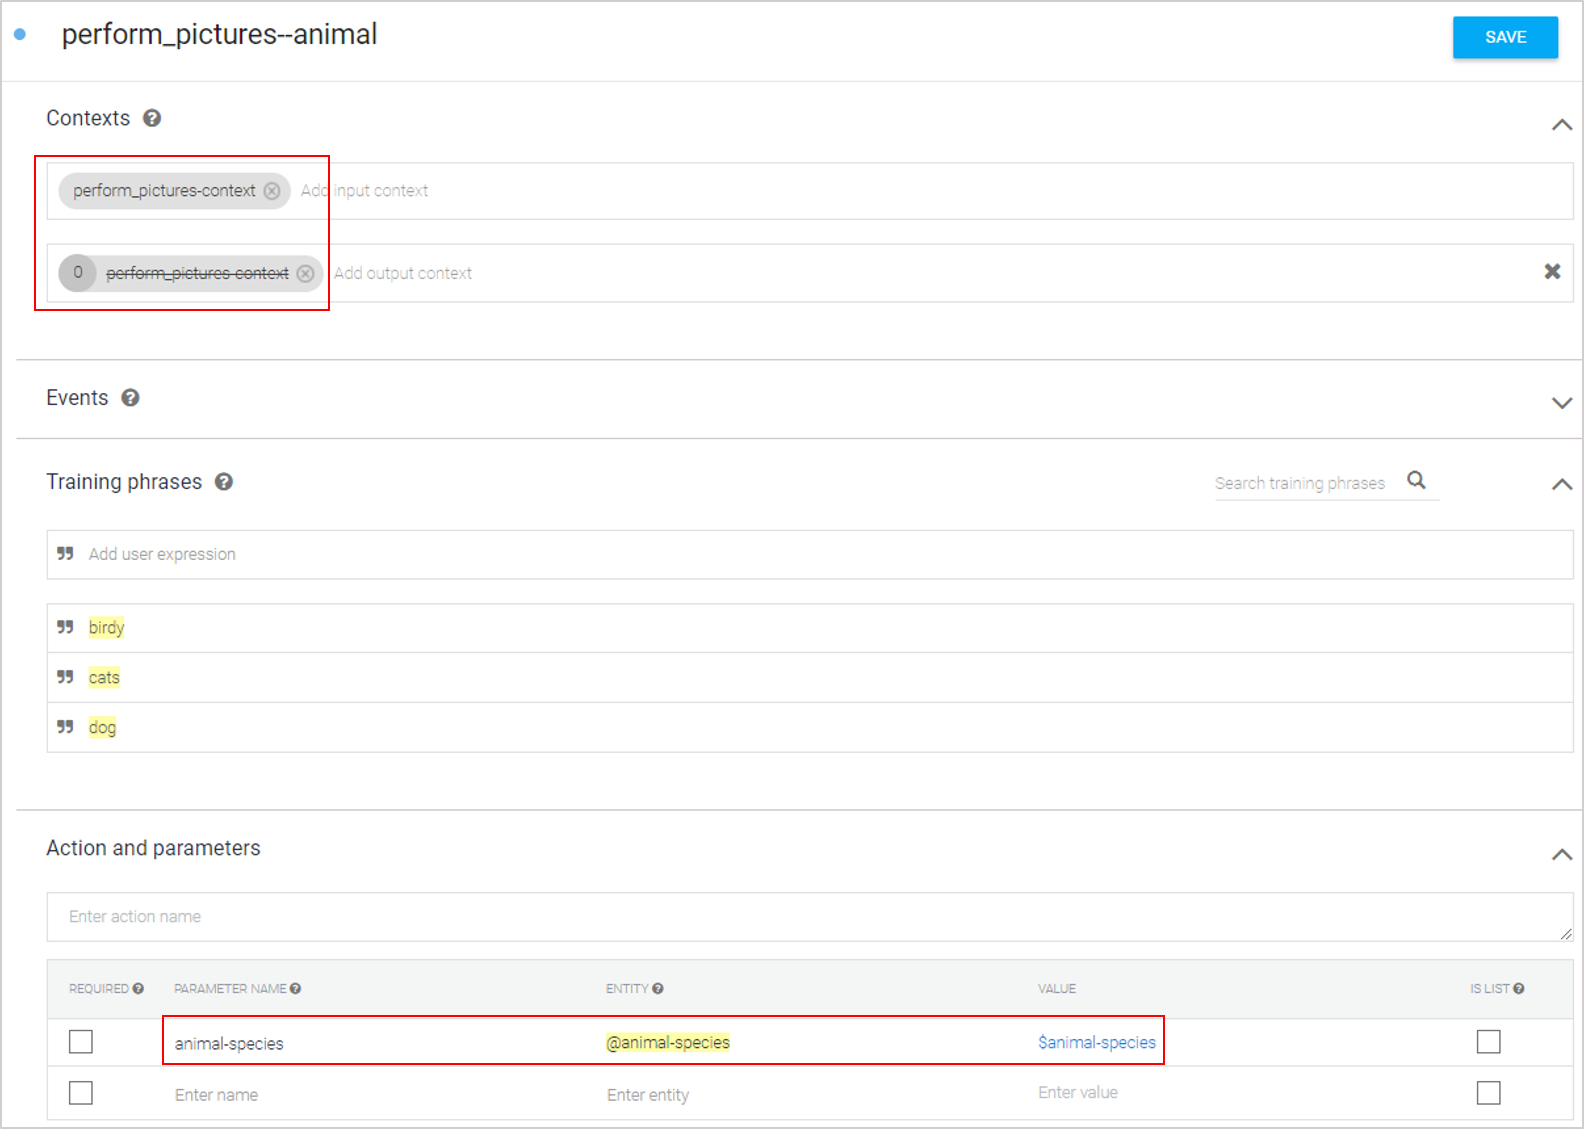 perform_pictures--animal
SAVE
Contexts
perform_pictures-context Add input context
0 perform_pictures-context Add output context
Events
Training phrases
Search training phrases
Add user expression
birdy
cats
dog
Action and parameters
Enter action name
REQUIRED PARAMETER NAME ENTITY VALUE IS LIST
animal-species @animal-species $animal-species
Enter name Enter entity Enter value